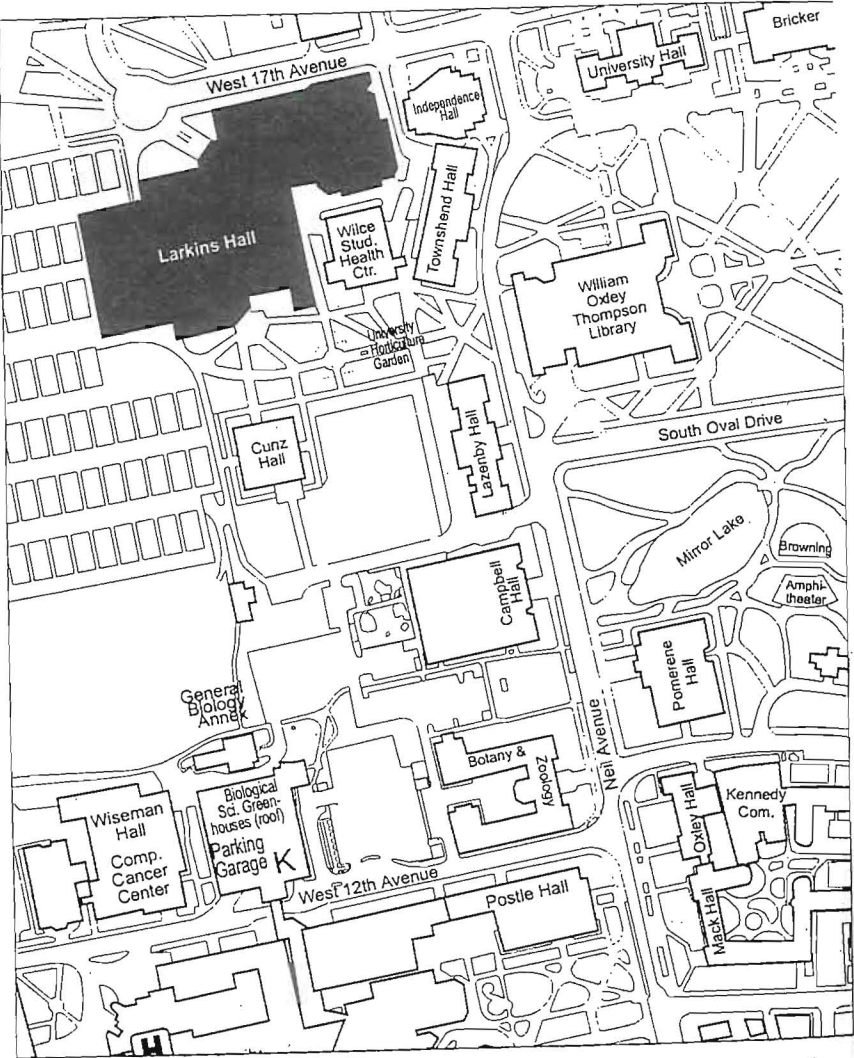 Bricker
University Hall
West 17th Avenue
Independence
Hall
Townshend Hall
Larkins Hall
Wilce
Stud.
Health
Ctr.
William
Oxley
Thompson
Library
University
Horticulture
Garden
Lazenby Hall
South Oval Drive
Cunz
Hall
Mirror Lake
Browning
Amphi-
theater
Campbell
Hall
Pomerene
Hall
General
Biology
Annex
Neil Avenue
Botany &
Zoology
Oxley Hall
Kennedy
Com.
Wiseman
Hall
Comp.
Cancer
Center
Biological
Sci. Green-
houses (roof)
Parking
Garage K
West 12th Avenue
Postle Hall
Mack Hall
H